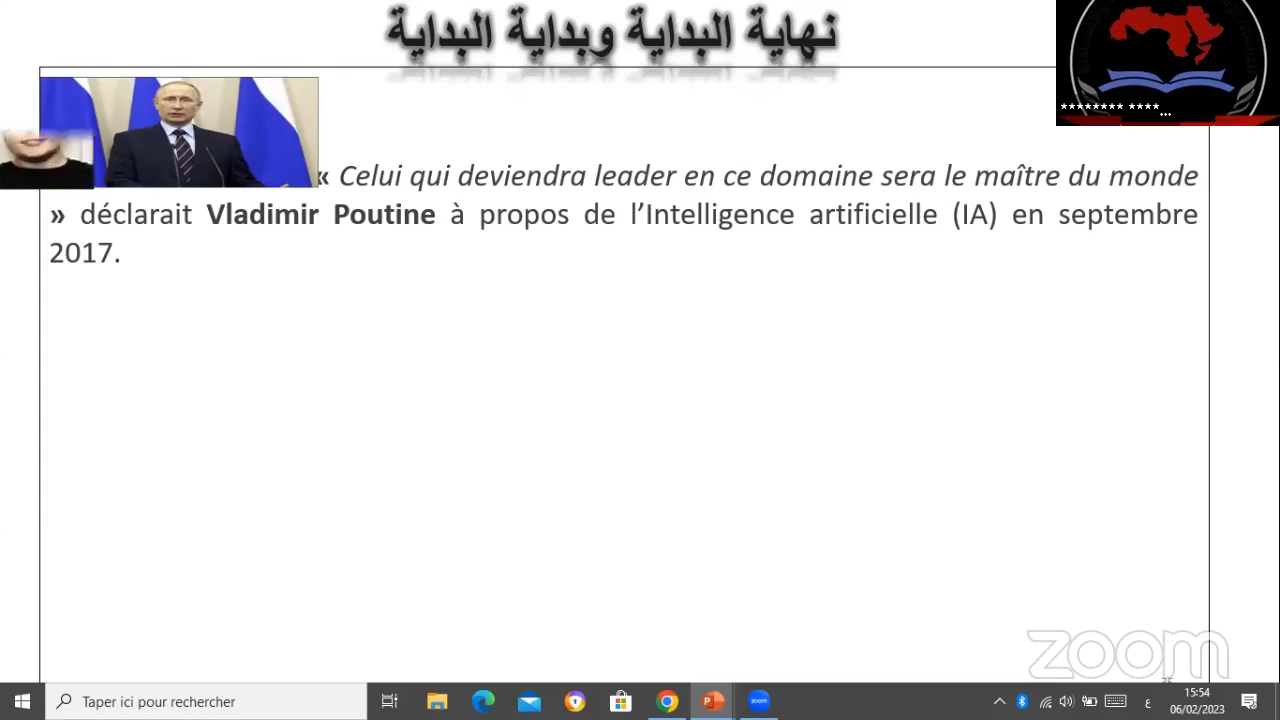 نهاية البداية وبداية البداية
******** ****...
« Celui qui deviendra leader en ce domaine sera le maître du monde
» déclarait Vladimir Poutine à propos de l’Intelligence artificielle (IA) en septembre
2017.
zoom
Taper ici pour rechercher
zoom
ع
15:54
06/02/2023